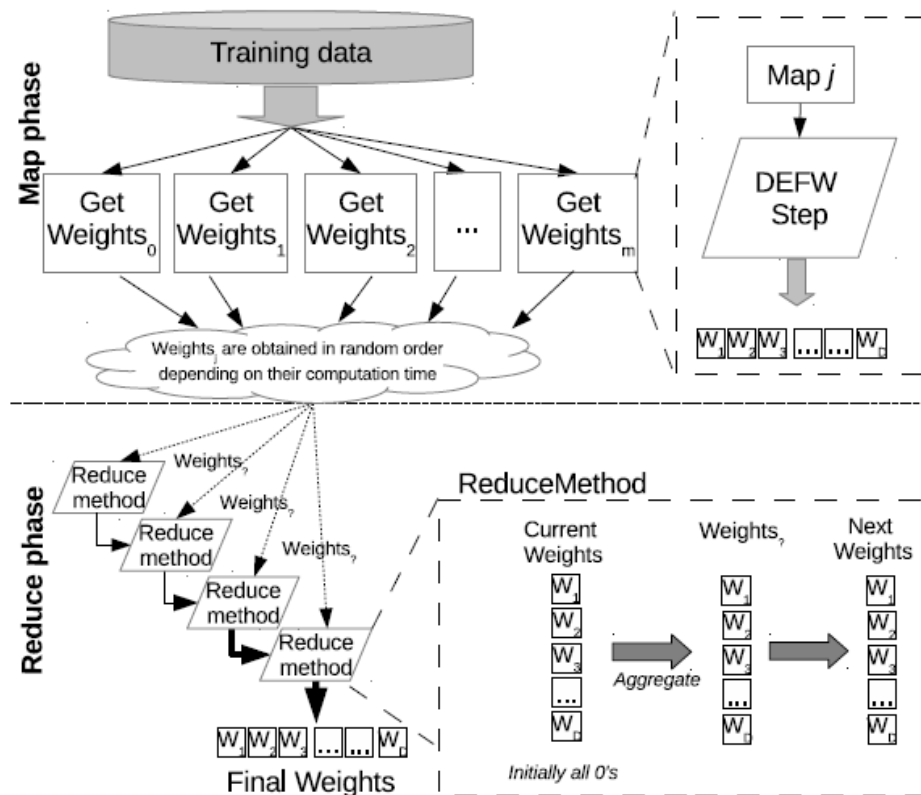 Map phase
Training data
Get
Weights0
Get
Weights1
Get
Weights2
...
Get
Weightsm
Weightsj are obtained in random order
depending on their computation time
Map j
DEFW
Step
W1 W2 W3 ... ... WD
Reduce phase
Reduce
method
Weights?
Reduce
method
Weights?
Reduce
method
Weights?
Reduce
method
W1 W2 W3 ... ... WD
Final Weights
ReduceMethod
Current
Weights
W1
W2
W3
...
WD
Initially all 0's
Aggregate
Weights?
W1
W2
W3
...
WD
Next
Weights
W1
W2
W3
...
WD